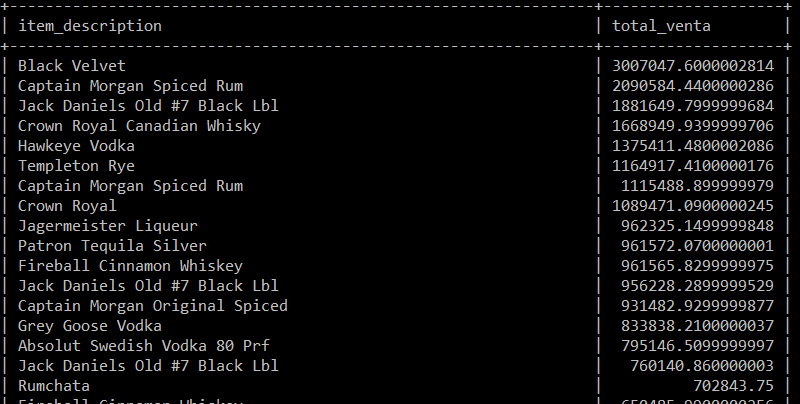 item_description | total_venta
Black Velvet | 3007047.6000002814
Captain Morgan Spiced Rum | 2090584.4400000286
Jack Daniels Old #7 Black Lbl | 1881649.7999999684
Crown Royal Canadian Whisky | 1668949.9399999706
Hawkeye Vodka | 1375411.4800002086
Templeton Rye | 1164917.4100000176
Captain Morgan Spiced Rum | 1115488.899999979
Crown Royal | 1089471.0900000245
Jagermeister Liqueur | 962325.1499999848
Patron Tequila Silver | 961572.0700000001
Fireball Cinnamon Whiskey | 961565.8299999975
Jack Daniels Old #7 Black Lbl | 956228.2899999529
Captain Morgan Original Spiced | 931482.9299999877
Grey Goose Vodka | 833838.2100000037
Absolut Swedish Vodka 80 Prf | 795146.5099999997
Jack Daniels Old #7 Black Lbl | 760140.860000003
Rumchata | 702843.75
Fireball Cinnamon Whiskey